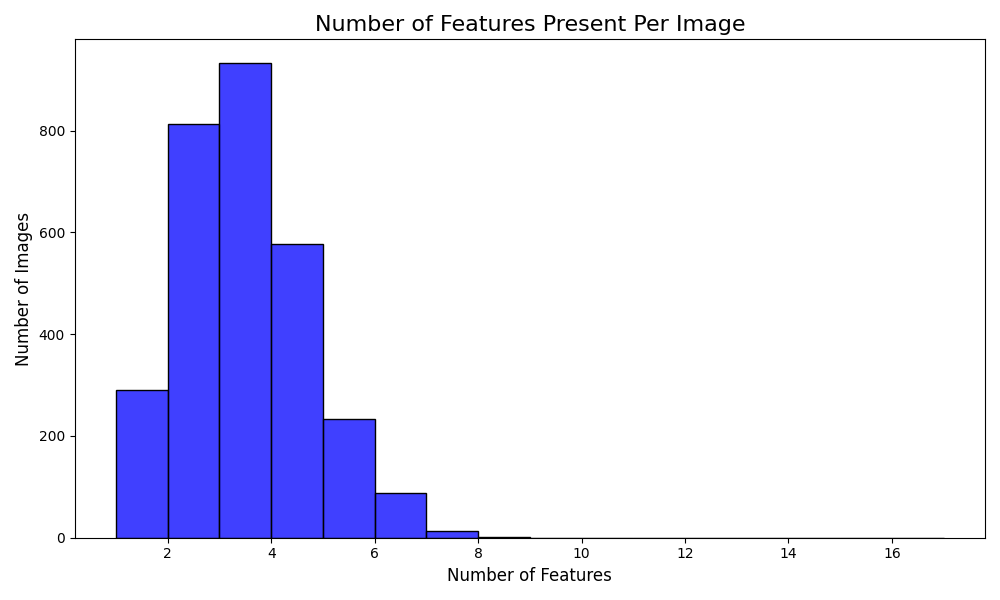 Number of Features Present Per Image
Number of Images
800
600
400
200
0
2 4 6 8 10 12 14 16
Number of Features